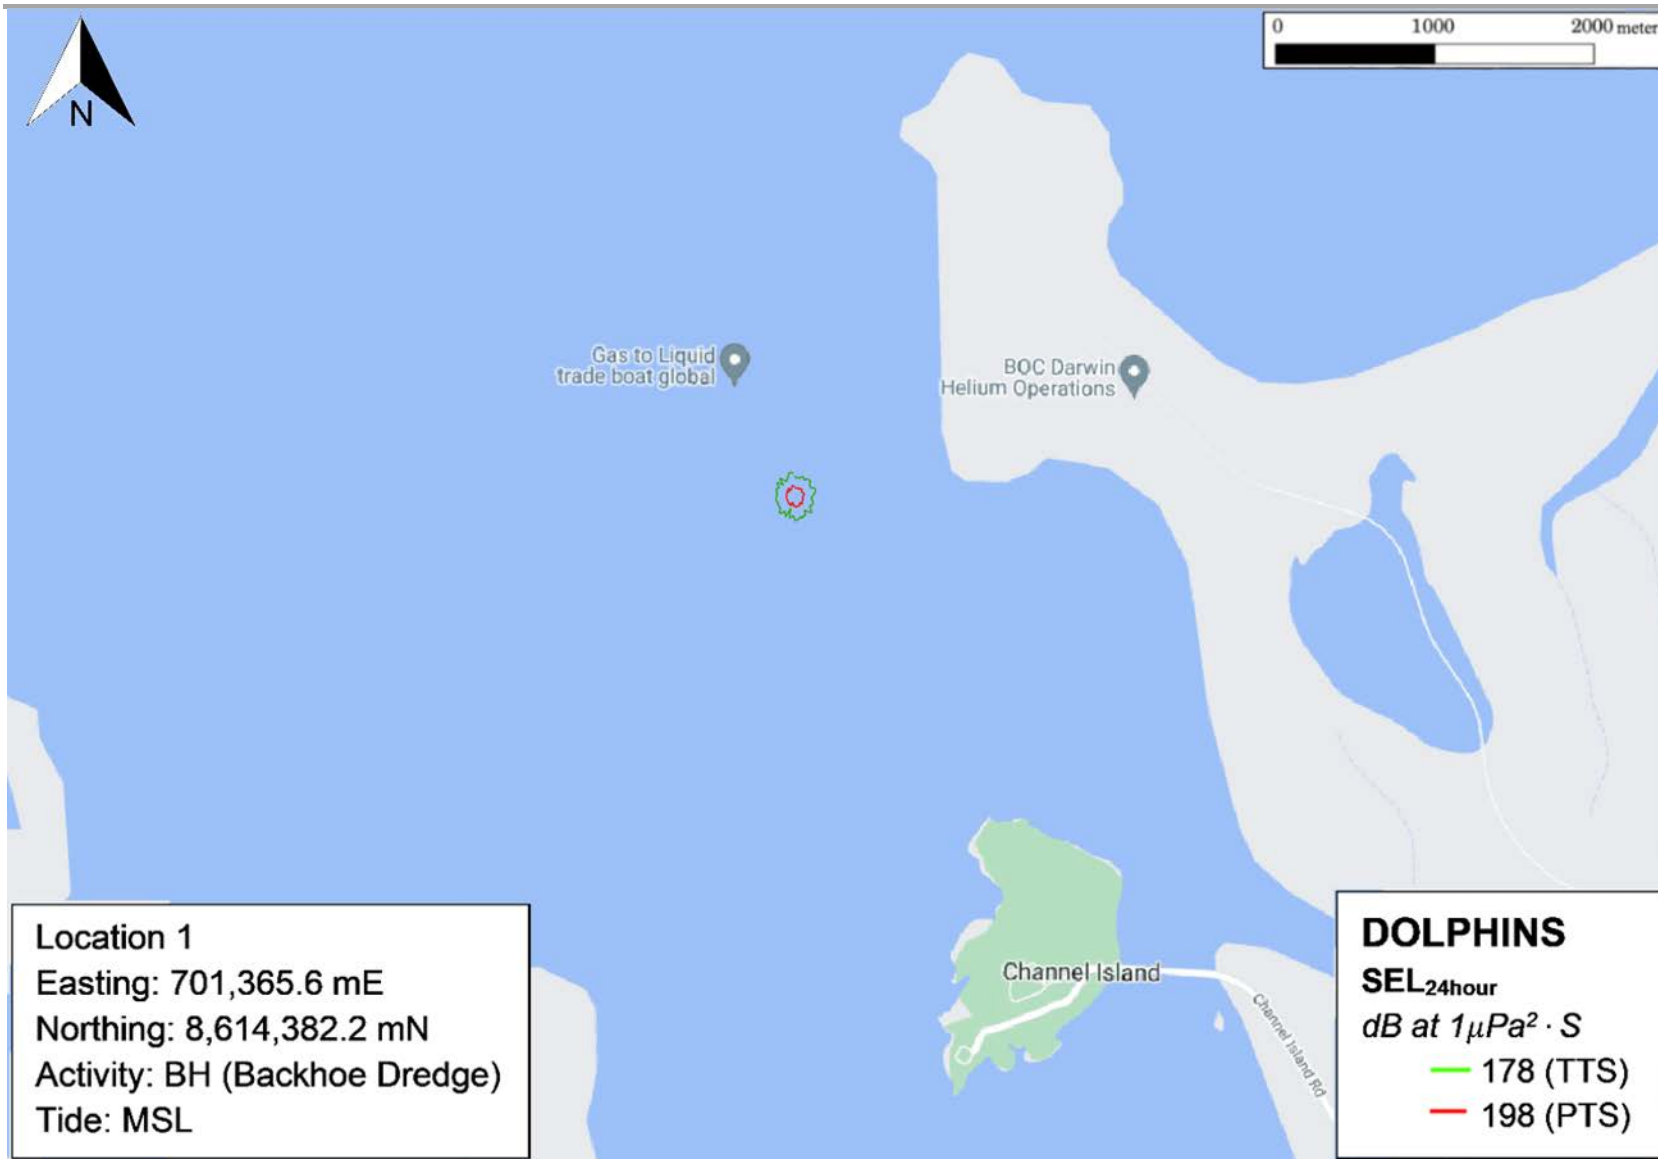 N
0 1000 2000 meter
Gas to Liquid
trade boat global
BOC Darwin
Helium Operations
Channel Island
Channel Island Rd
Location 1
Easting: 701,365.6 mE
Northing: 8,614,382.2 mN
Activity: BH (Backhoe Dredge)
Tide: MSL
DOLPHINS
SEL24hour
dB at 1μPa² · S
178 (TTS)
198 (PTS)